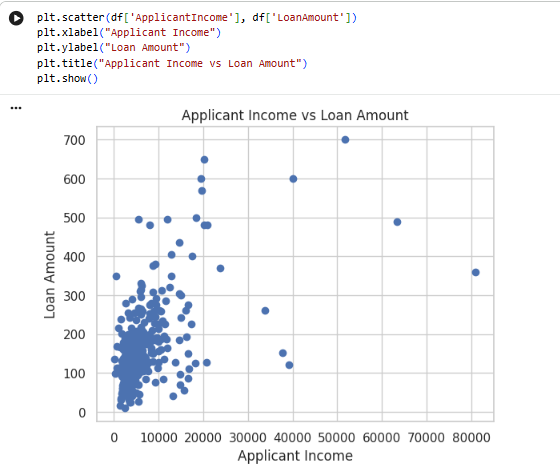 plt.scatter(df['ApplicantIncome'], df['LoanAmount'])
plt.xlabel("Applicant Income")
plt.ylabel("Loan Amount")
plt.title("Applicant Income vs Loan Amount")
plt.show()
...
Applicant Income vs Loan Amount
700
600
500
400
300
200
100
0
Loan Amount
0 10000 20000 30000 40000 50000 60000 70000 80000
Applicant Income